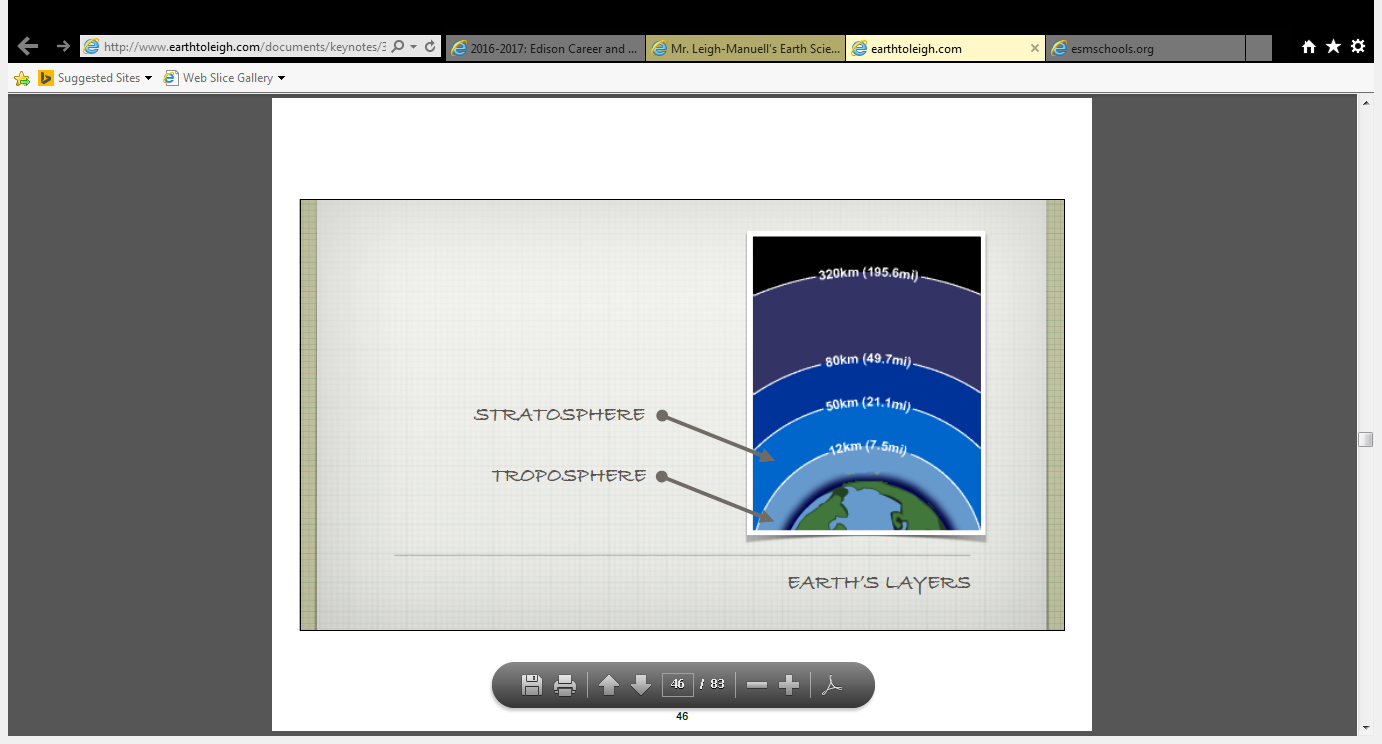 http://www.earthtoleigh.com/documents/keynotes/3
2016-2017: Edison Career and ...
Mr. Leigh-Manuell's Earth Scie...
earthtoleigh.com
esmschools.org
Suggested Sites
Web Slice Gallery
320km (195.6mi)
80km (49.7mi)
50km (21.1mi)
12km (7.5mi)
STRATOSPHERE
TROPOSPHERE
EARTH'S LAYERS
46 / 83
46